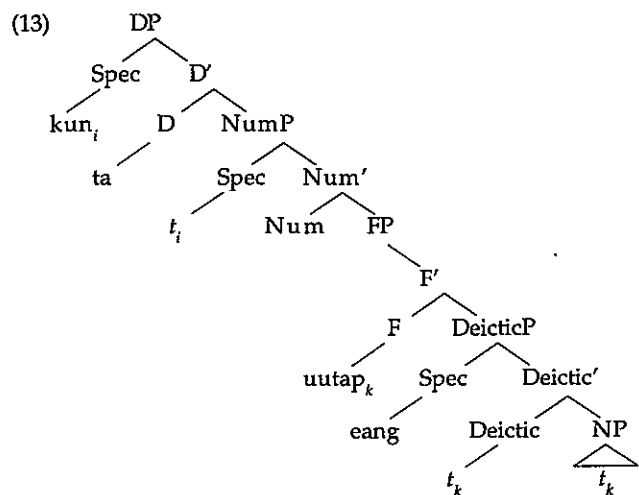 (13) DP
Spec D′
kun_i D NumP
ta Spec Num′
t_i Num FP
F′
F DeicticP
uutap_k Spec Deictic′
eang Deictic NP
t_k t_k